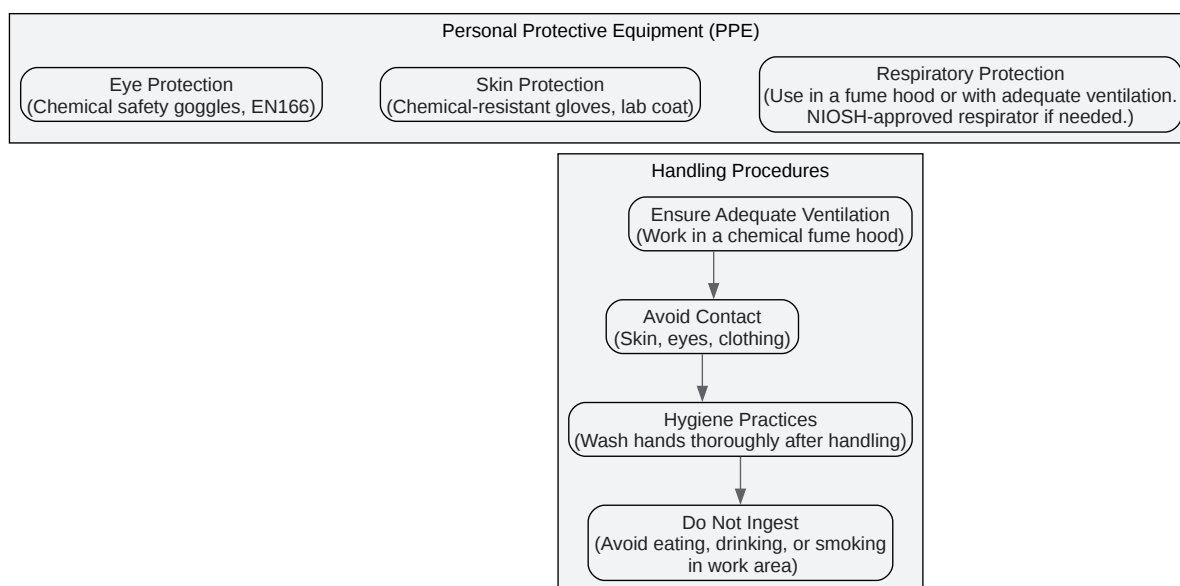 Personal Protective Equipment (PPE)
Eye Protection
(Chemical safety goggles, EN166)
Skin Protection
(Chemical-resistant gloves, lab coat)
Respiratory Protection
(Use in a fume hood or with adequate ventilation.
NIOSH-approved respirator if needed.)
Handling Procedures
Ensure Adequate Ventilation
(Work in a chemical fume hood)
Avoid Contact
(Skin, eyes, clothing)
Hygiene Practices
(Wash hands thoroughly after handling)
Do Not Ingest
(Avoid eating, drinking, or smoking
in work area)